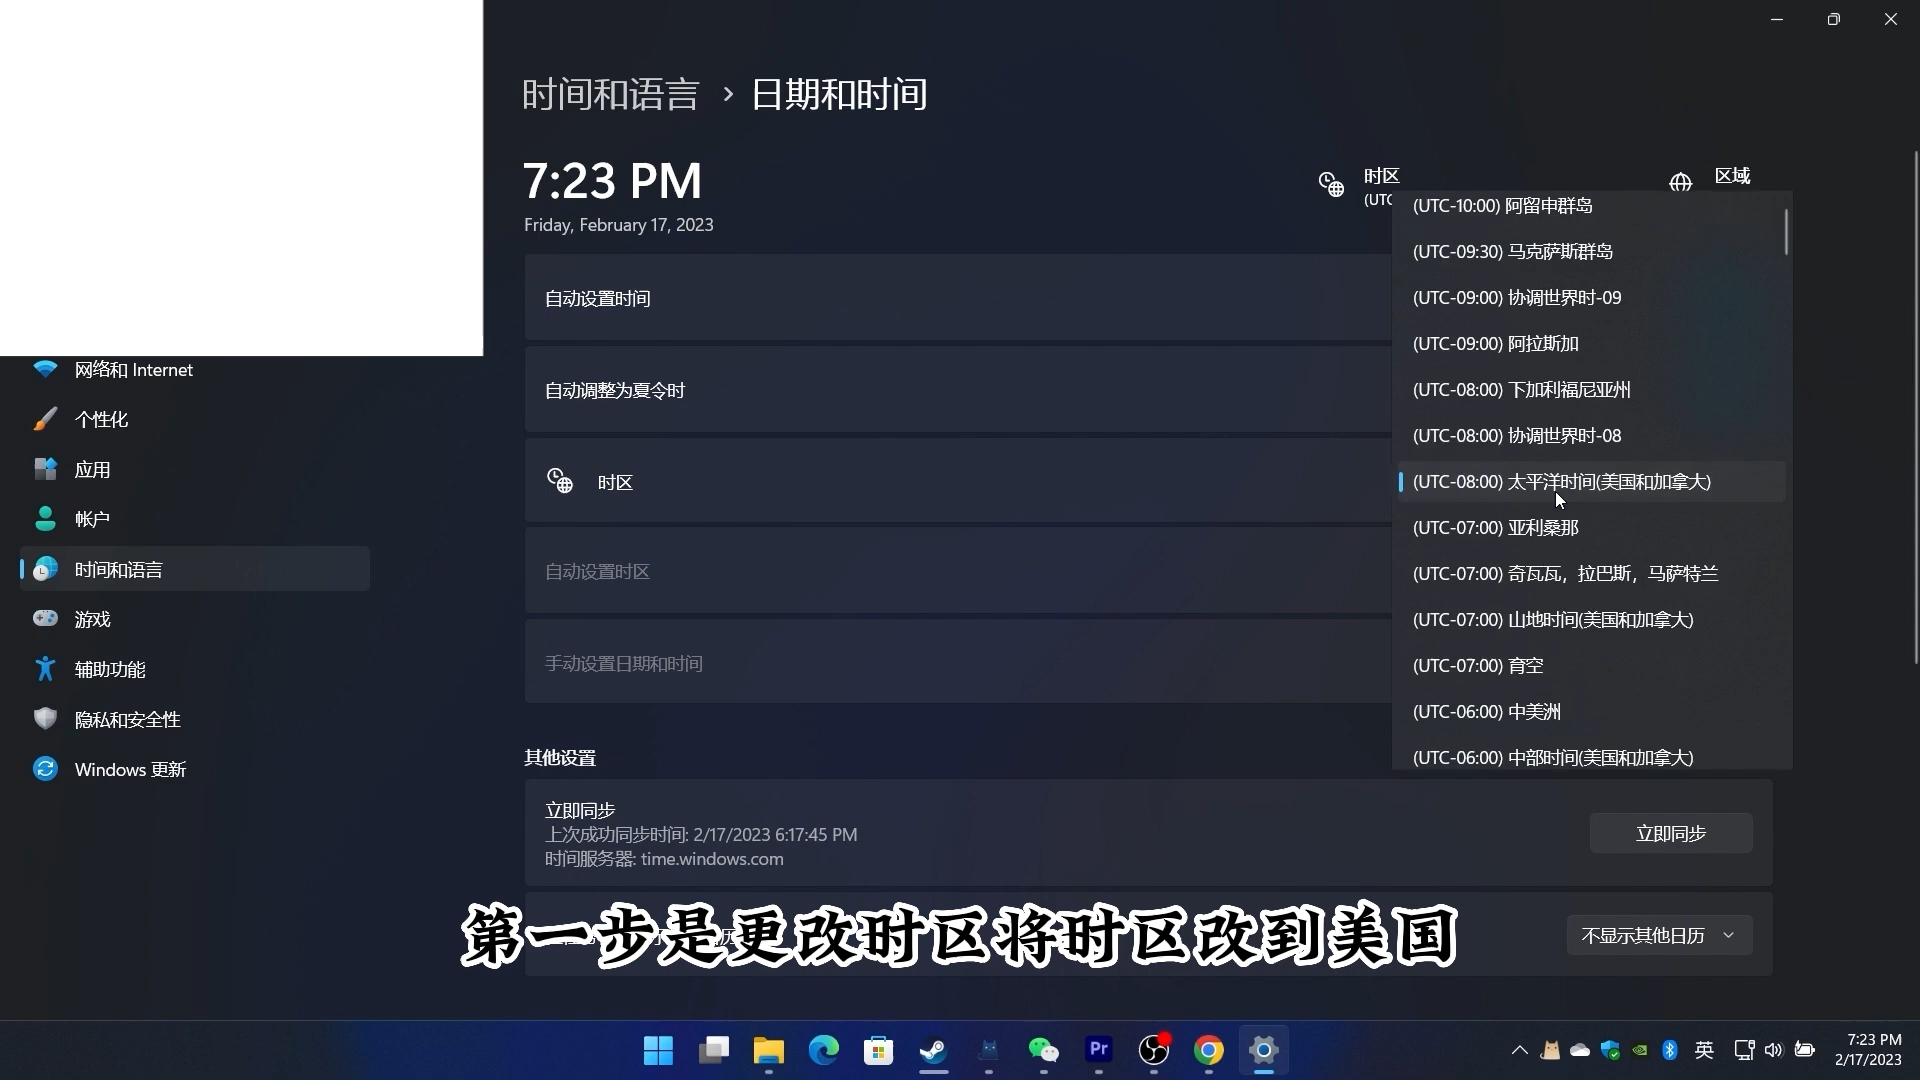 时间和语言 › 日期和时间
7:23 PM
Friday, February 17, 2023
时区
(UTC
区域
自动设置时间
自动调整为夏令时
时区
自动设置时区
手动设置日期和时间
(UTC-10:00) 阿留申群岛
(UTC-09:30) 马克萨斯群岛
(UTC-09:00) 协调世界时-09
(UTC-09:00) 阿拉斯加
(UTC-08:00) 下加利福尼亚州
(UTC-08:00) 协调世界时-08
(UTC-08:00) 太平洋时间(美国和加拿大)
(UTC-07:00) 亚利桑那
(UTC-07:00) 奇瓦瓦，拉巴斯，马萨特兰
(UTC-07:00) 山地时间(美国和加拿大)
(UTC-07:00) 育空
(UTC-06:00) 中美洲
(UTC-06:00) 中部时间(美国和加拿大)
网络和 Internet
个性化
应用
帐户
时间和语言
游戏
辅助功能
隐私和安全性
Windows 更新
其他设置
立即同步
上次成功同步时间: 2/17/2023 6:17:45 PM
时间服务器: time.windows.com
立即同步
不显示其他日历
第一步是更改时区将时区改到美国
Pr
英
7:23 PM
2/17/2023